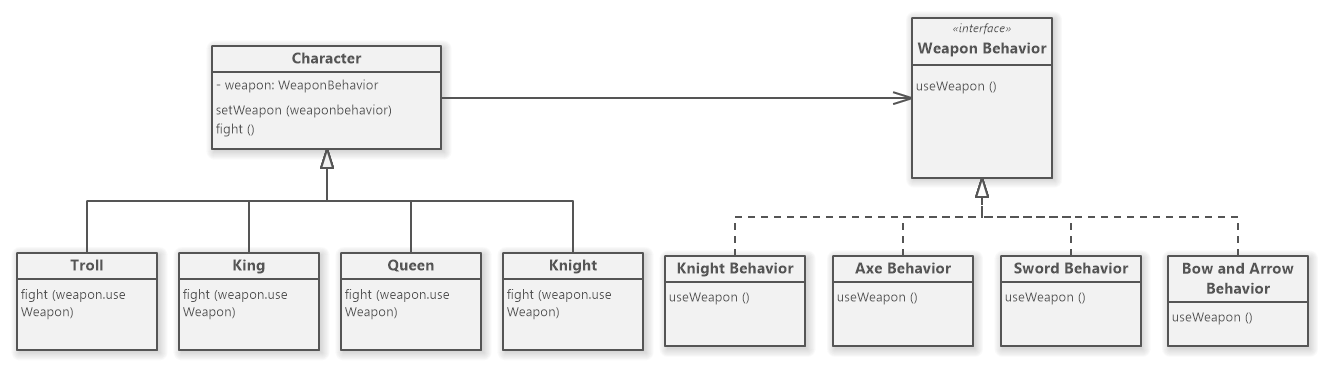 Character
- weapon: WeaponBehavior
setWeapon (weaponbehavior)
fight ()
«interface»
Weapon Behavior
useWeapon ()
Troll
fight (weapon.use
Weapon)
King
fight (weapon.use
Weapon)
Queen
fight (weapon.use
Weapon)
Knight
fight (weapon.use
Weapon)
Knight Behavior
useWeapon ()
Axe Behavior
useWeapon ()
Sword Behavior
useWeapon ()
Bow and Arrow
Behavior
useWeapon ()